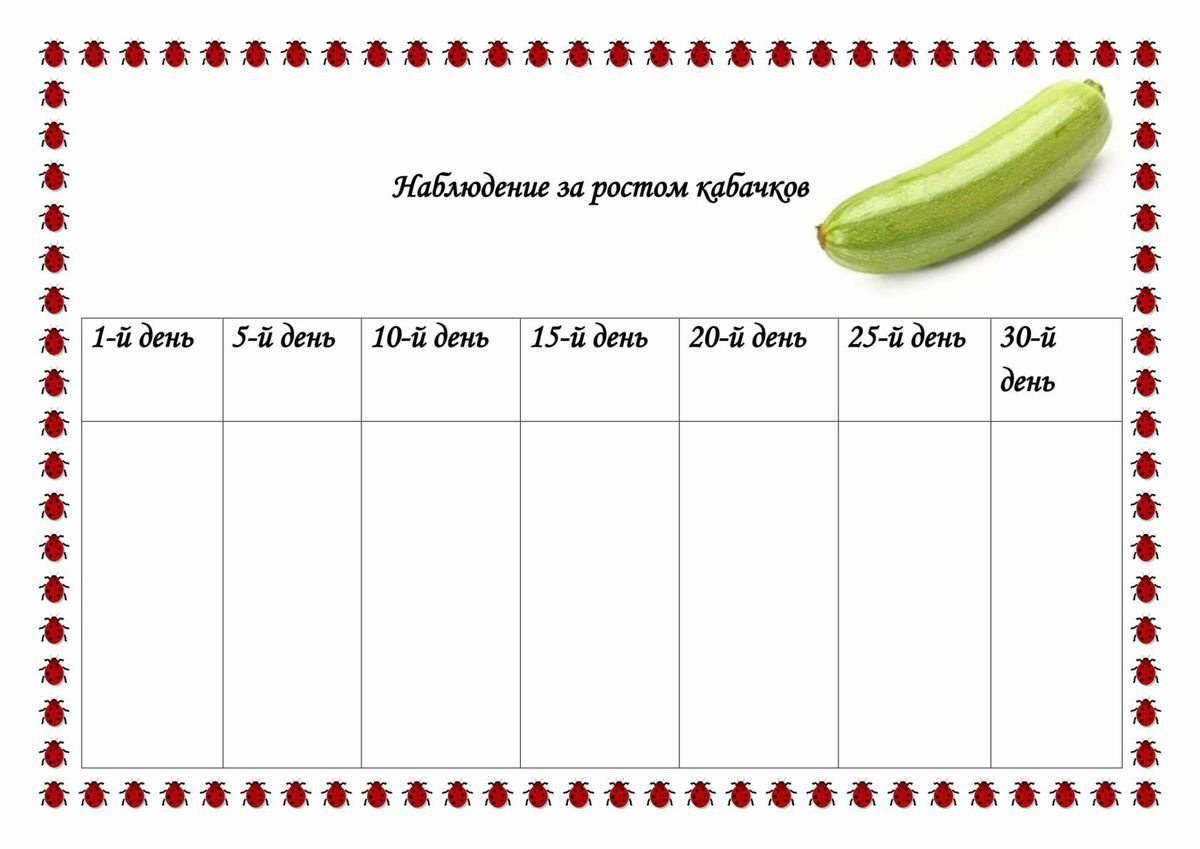 Наблюдение за ростом кабачков
1-й день 5-й день 10-й день 15-й день 20-й день 25-й день 30-й
день